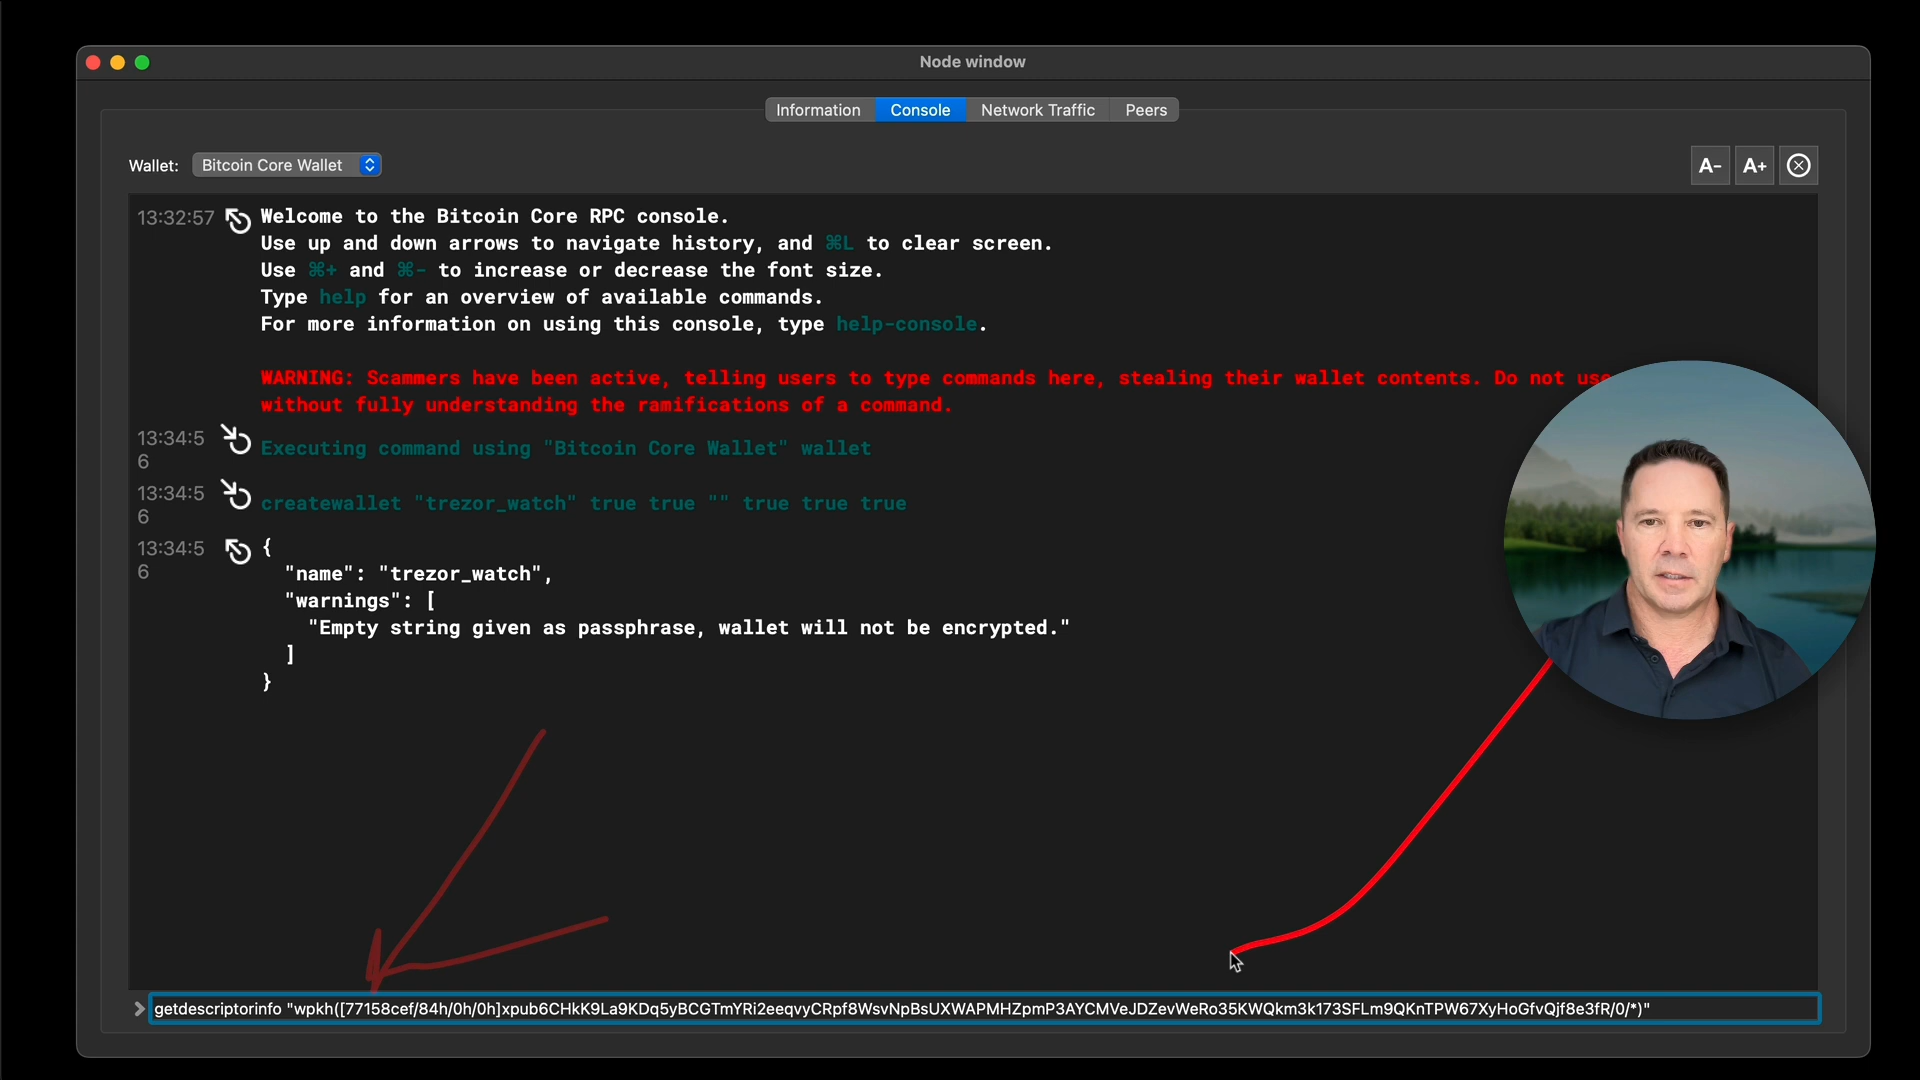 Node window
Information Console Network Traffic Peers
Wallet: Bitcoin Core Wallet A- A+
13:32:57 Welcome to the Bitcoin Core RPC console.
Use up and down arrows to navigate history, and ⌘L to clear screen.
Use ⌘+ and ⌘- to increase or decrease the font size.
Type help for an overview of available commands.
For more information on using this console, type help-console.
WARNING: Scammers have been active, telling users to type commands here, stealing their wallet contents. Do not use
without fully understanding the ramifications of a command.
13:34:56 Executing command using "Bitcoin Core Wallet" wallet
13:34:56 createwallet "trezor_watch" true true "" true true true
13:34:56 {
"name": "trezor_watch",
"warnings": [
"Empty string given as passphrase, wallet will not be encrypted."
]
}
getdescriptorinfo "wpkh([77158cef/84h/0h/0h]xpub6CHkK9La9KDq5yBCGTmYRi2eeqvyCRpf8WsvNpBsUXWAPMHZpmP3AYCMVeJDZevWeRo35KWQkm3k173SFLm9QKnTPW67XyHoGfvQjf8e3fR/0/*)"